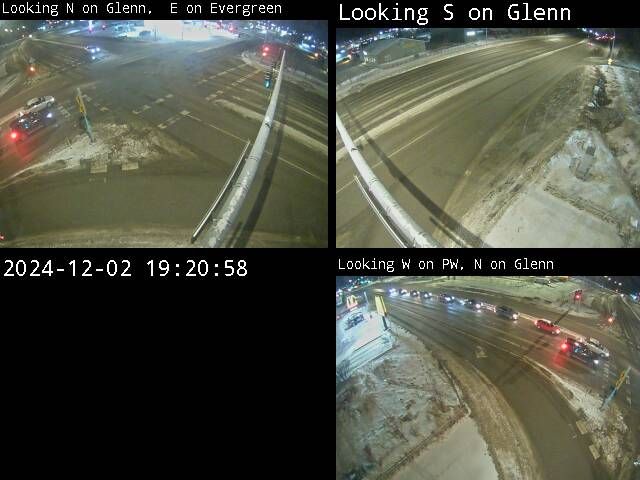 Looking N on Glenn,  E on Evergreen
Looking S on Glenn
2024-12-02 19:20:58
Looking W on PW, N on Glenn